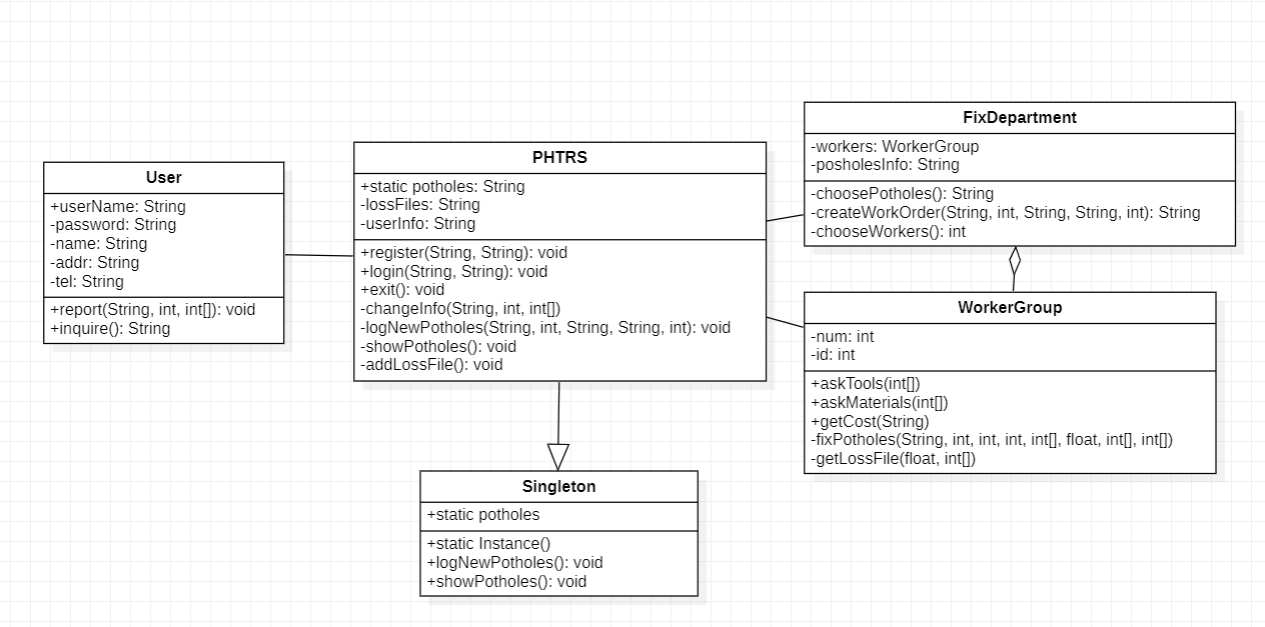 User
+userName: String
-password: String
-name: String
-addr: String
-tel: String
+report(String, int, int[]): void
+inquire(): String
PHTRS
+static potholes: String
-lossFiles: String
-userInfo: String
+register(String, String): void
+login(String, String): void
+exit(): void
-changeInfo(String, int, int[])
-logNewPotholes(String, int, String, String, int): void
-showPotholes(): void
-addLossFile(): void
Singleton
+static potholes
+static Instance()
+logNewPotholes(): void
+showPotholes(): void
FixDepartment
-workers: WorkerGroup
-posholesInfo: String
-choosePotholes(): String
-createWorkOrder(String, int, String, String, int): String
-chooseWorkers(): int
WorkerGroup
-num: int
-id: int
+askTools(int[])
+askMaterials(int[])
+getCost(String)
-fixPotholes(String, int, int, int, int[], float, int[], int[])
-getLossFile(float, int[])